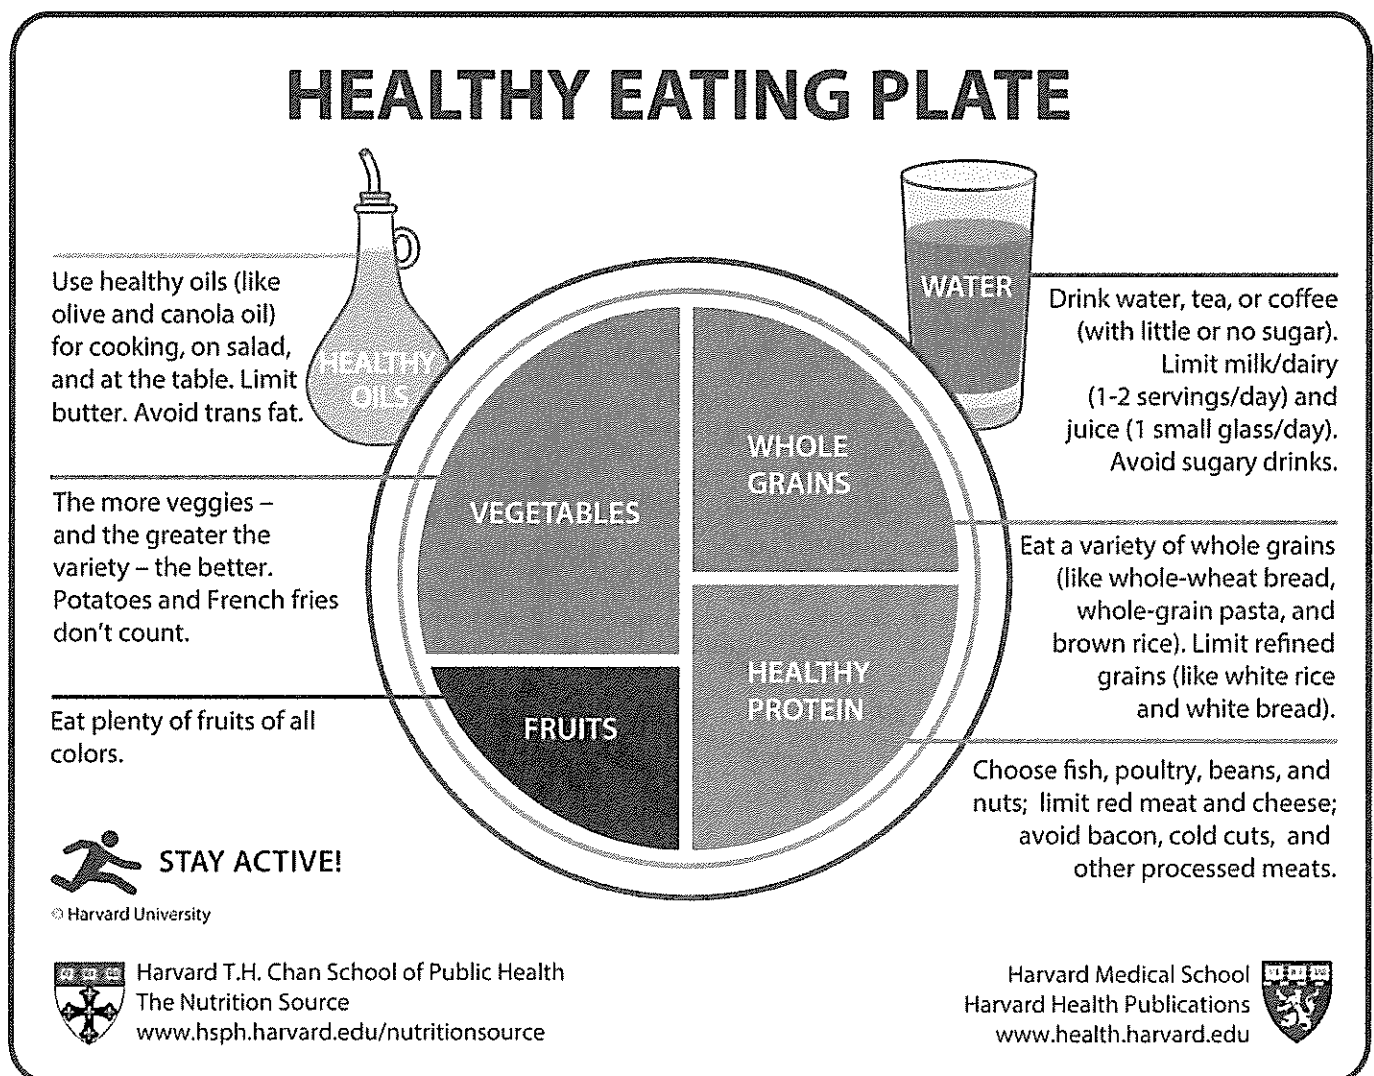 HEALTHY EATING PLATE
Use healthy oils (like
olive and canola oil)
for cooking, on salad,
and at the table. Limit
butter. Avoid trans fat.
HEALTHY
OILS
The more veggies –
and the greater the
variety – the better.
Potatoes and French fries
don't count.
Eat plenty of fruits of all
colors.
VEGETABLES
FRUITS
WHOLE
GRAINS
HEALTHY
PROTEIN
WATER
Drink water, tea, or coffee
(with little or no sugar).
Limit milk/dairy
(1-2 servings/day) and
juice (1 small glass/day).
Avoid sugary drinks.
Eat a variety of whole grains
(like whole-wheat bread,
whole-grain pasta, and
brown rice). Limit refined
grains (like white rice
and white bread).
Choose fish, poultry, beans, and
nuts; limit red meat and cheese;
avoid bacon, cold cuts, and
other processed meats.
STAY ACTIVE!
© Harvard University
Harvard T.H. Chan School of Public Health
The Nutrition Source
www.hsph.harvard.edu/nutritionsource
Harvard Medical School
Harvard Health Publications
www.health.harvard.edu